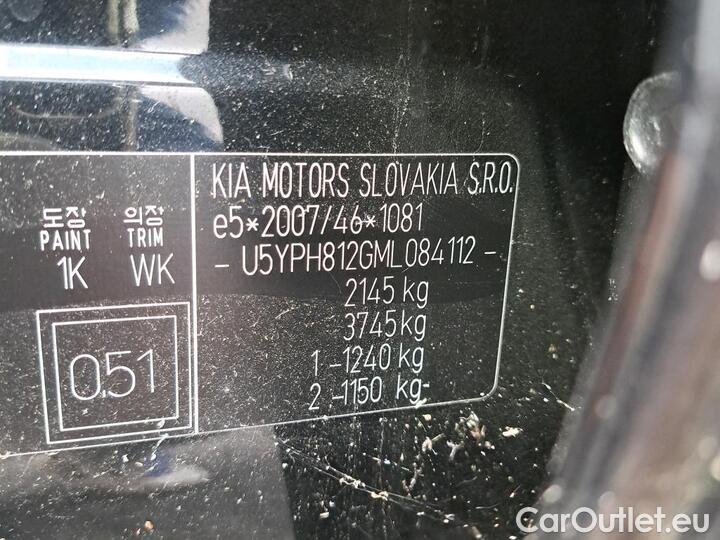 도장 의장
PAINT TRIM
1K WK
0.51
KIA MOTORS SLOVAKIA S.R.O.
e5*2007/46*1081
- U5YPH812GML084112 -
2145 kg
3745 kg
1 - 1240 kg
2 - 1150 kg
CarOutlet.eu